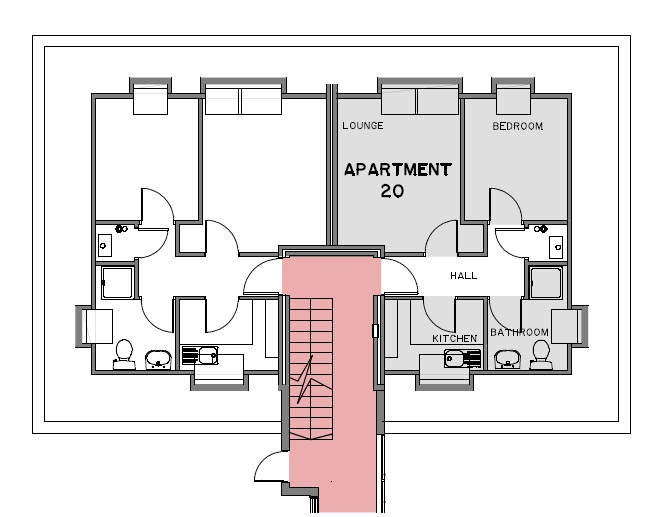 LOUNGE
BEDROOM
APARTMENT
20
HALL
KITCHEN
BATHROOM